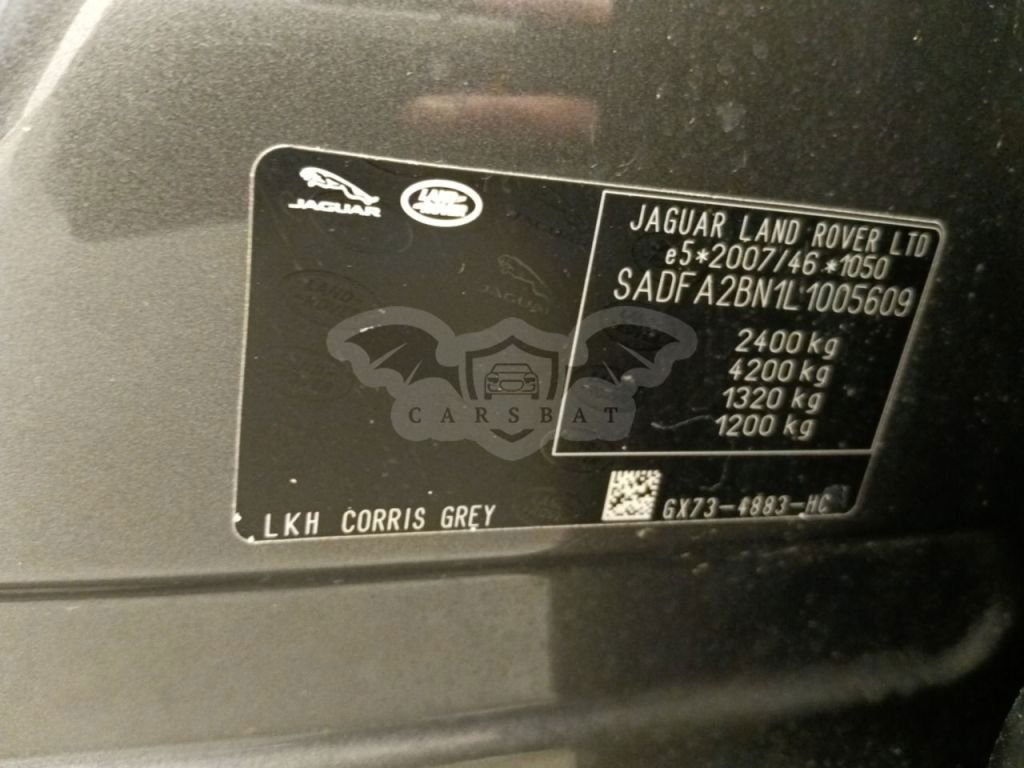 JAGUAR
LAND ROVER
JAGUAR LAND ROVER LTD
e5*2007/46*1050
SADFA2BN1L1005609
2400 kg
4200 kg
1320 kg
1200 kg
CARSBAT
LKH CORRIS GREY
GX73-4883-HC